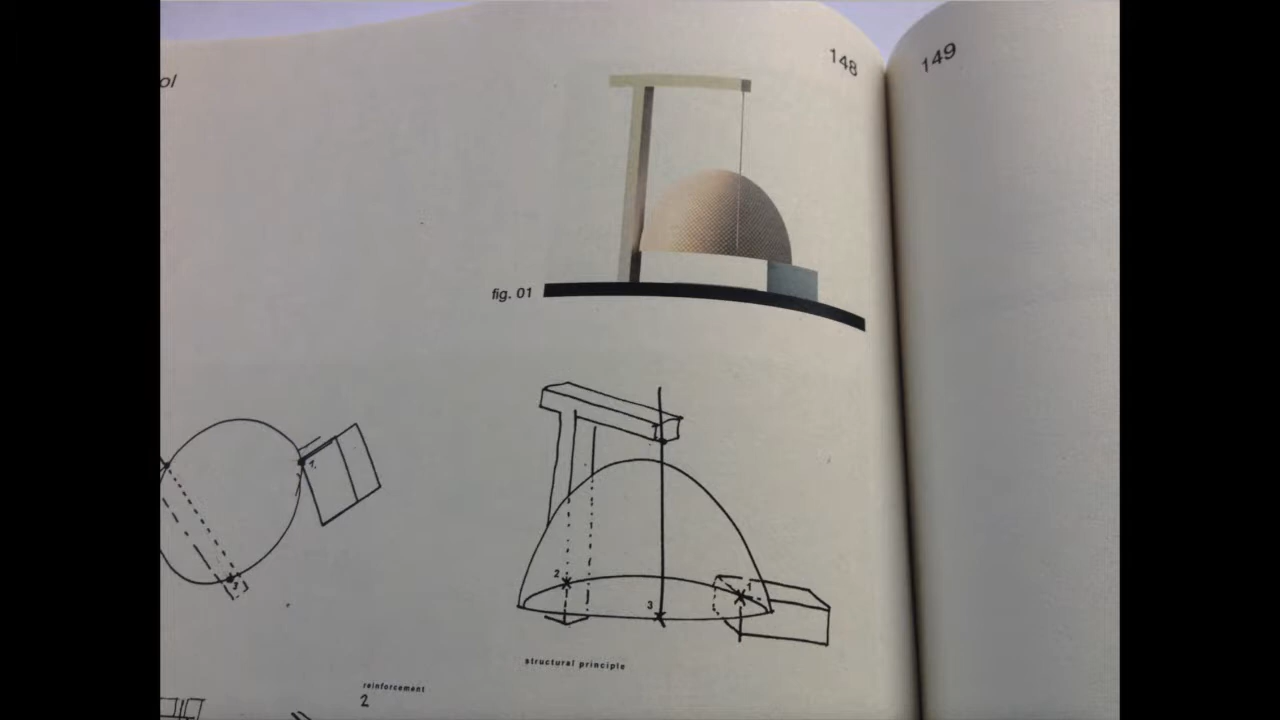 ol
148
149
fig. 01
1.
2
1
2
3
structural principle
reinforcement
2